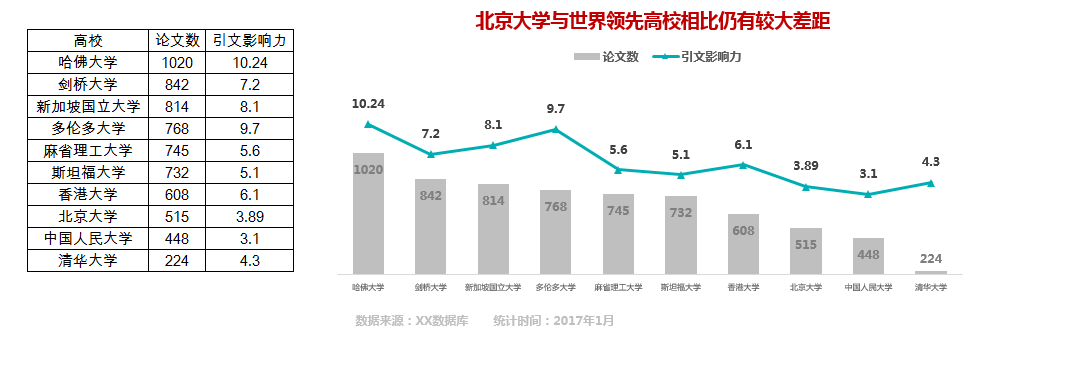 高校 论文数 引文影响力
哈佛大学 1020 10.24
剑桥大学 842 7.2
新加坡国立大学 814 8.1
多伦多大学 768 9.7
麻省理工大学 745 5.6
斯坦福大学 732 5.1
香港大学 608 6.1
北京大学 515 3.89
中国人民大学 448 3.1
清华大学 224 4.3
北京大学与世界领先高校相比仍有较大差距
论文数 引文影响力
10.24 7.2 8.1 9.7 5.6 5.1 6.1 3.89 3.1 4.3
1020 842 814 768 745 732 608 515 448 224
哈佛大学 剑桥大学 新加坡国立大学 多伦多大学 麻省理工大学 斯坦福大学 香港大学 北京大学 中国人民大学 清华大学
数据来源：XX数据库 统计时间：2017年1月